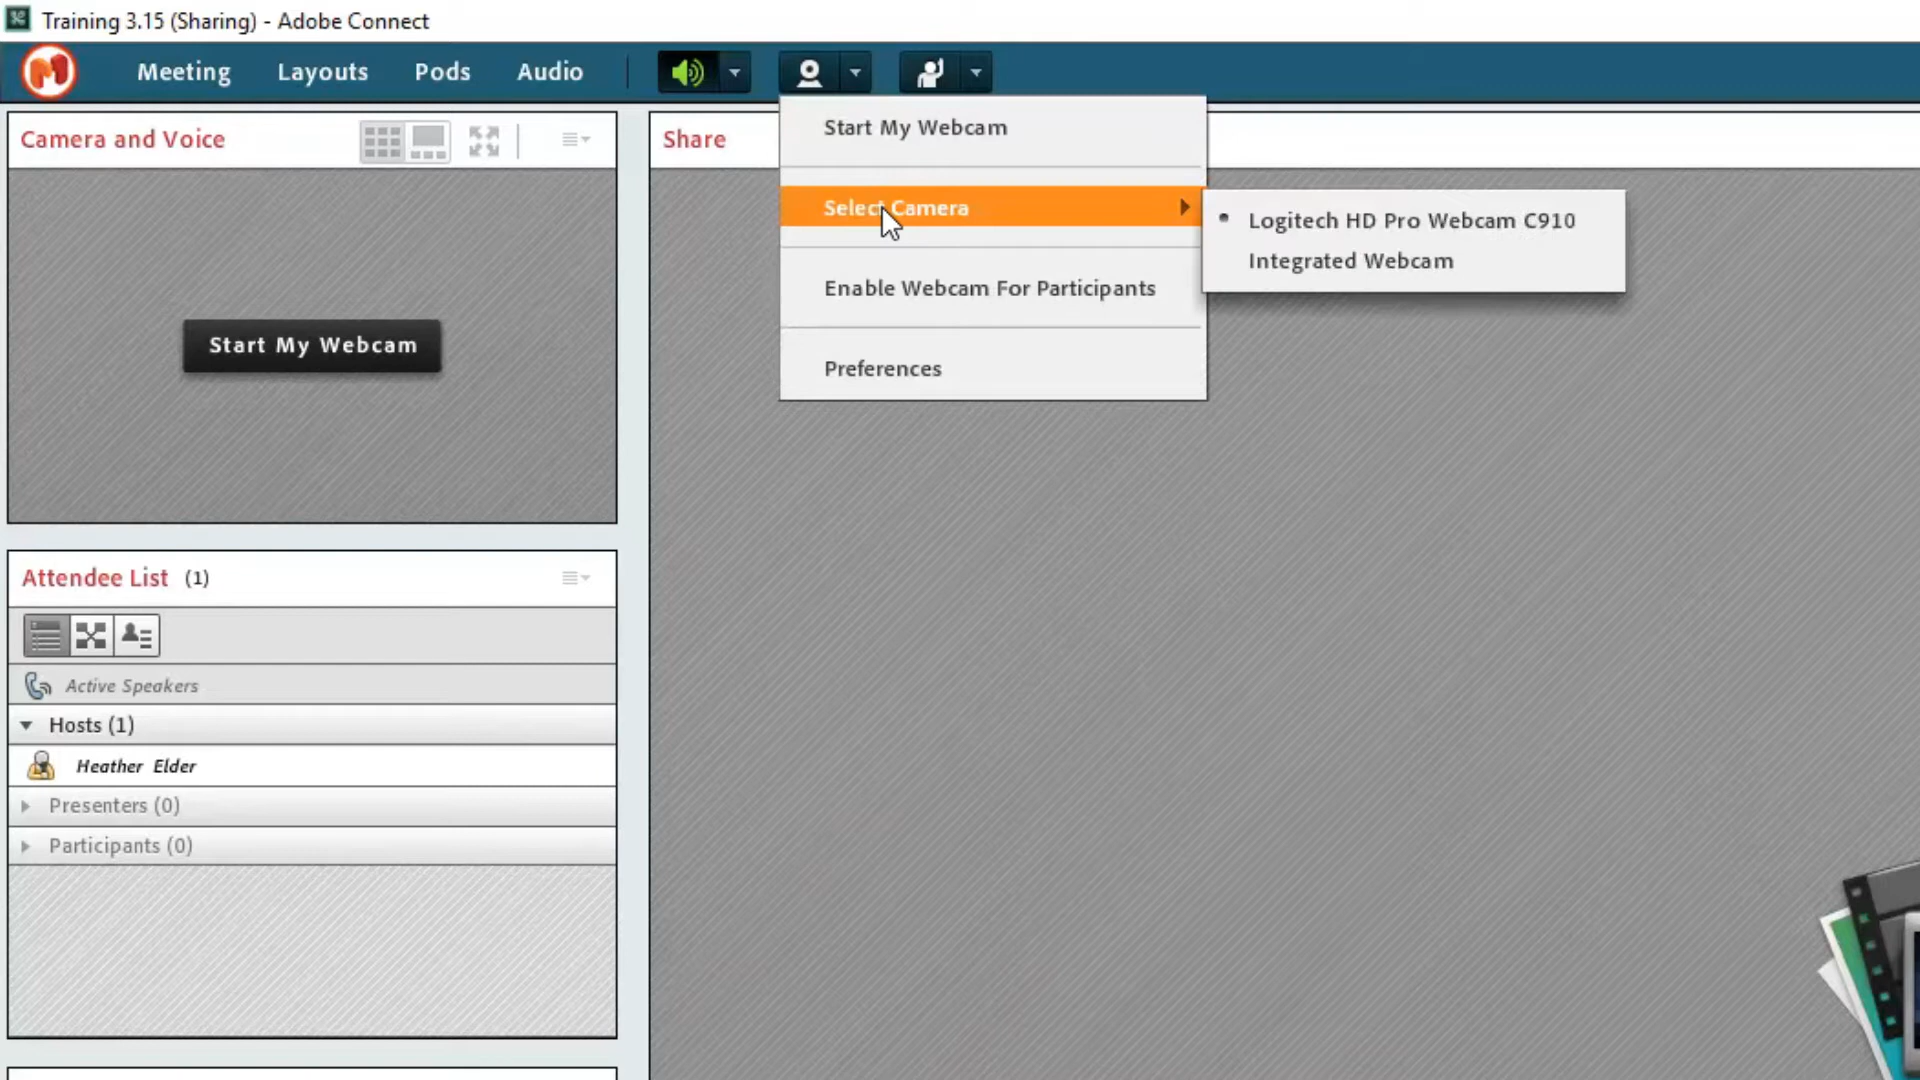 Training 3.15 (Sharing) - Adobe Connect
Meeting Layouts Pods Audio
Camera and Voice
Share
Start My Webcam
Select Camera
Logitech HD Pro Webcam C910
Integrated Webcam
Enable Webcam For Participants
Preferences
Start My Webcam
Attendee List (1)
Active Speakers
Hosts (1)
Heather Elder
Presenters (0)
Participants (0)